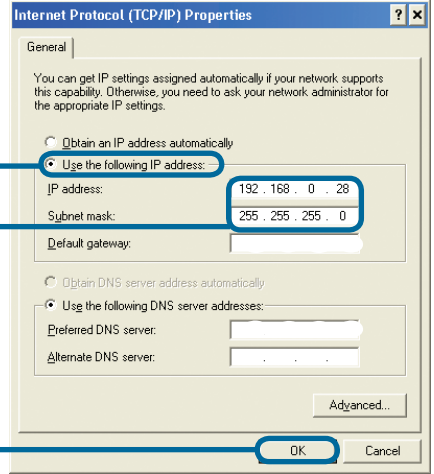 Internet Protocol (TCP/IP) Properties
General
You can get IP settings assigned automatically if your network supports
this capability. Otherwise, you need to ask your network administrator for
the appropriate IP settings.
Obtain an IP address automatically
Use the following IP address:
IP address: 192 . 168 . 0 . 28
Subnet mask: 255 . 255 . 255 . 0
Default gateway:
Obtain DNS server address automatically
Use the following DNS server addresses:
Preferred DNS server:
Alternate DNS server: . . .
Advanced...
OK Cancel